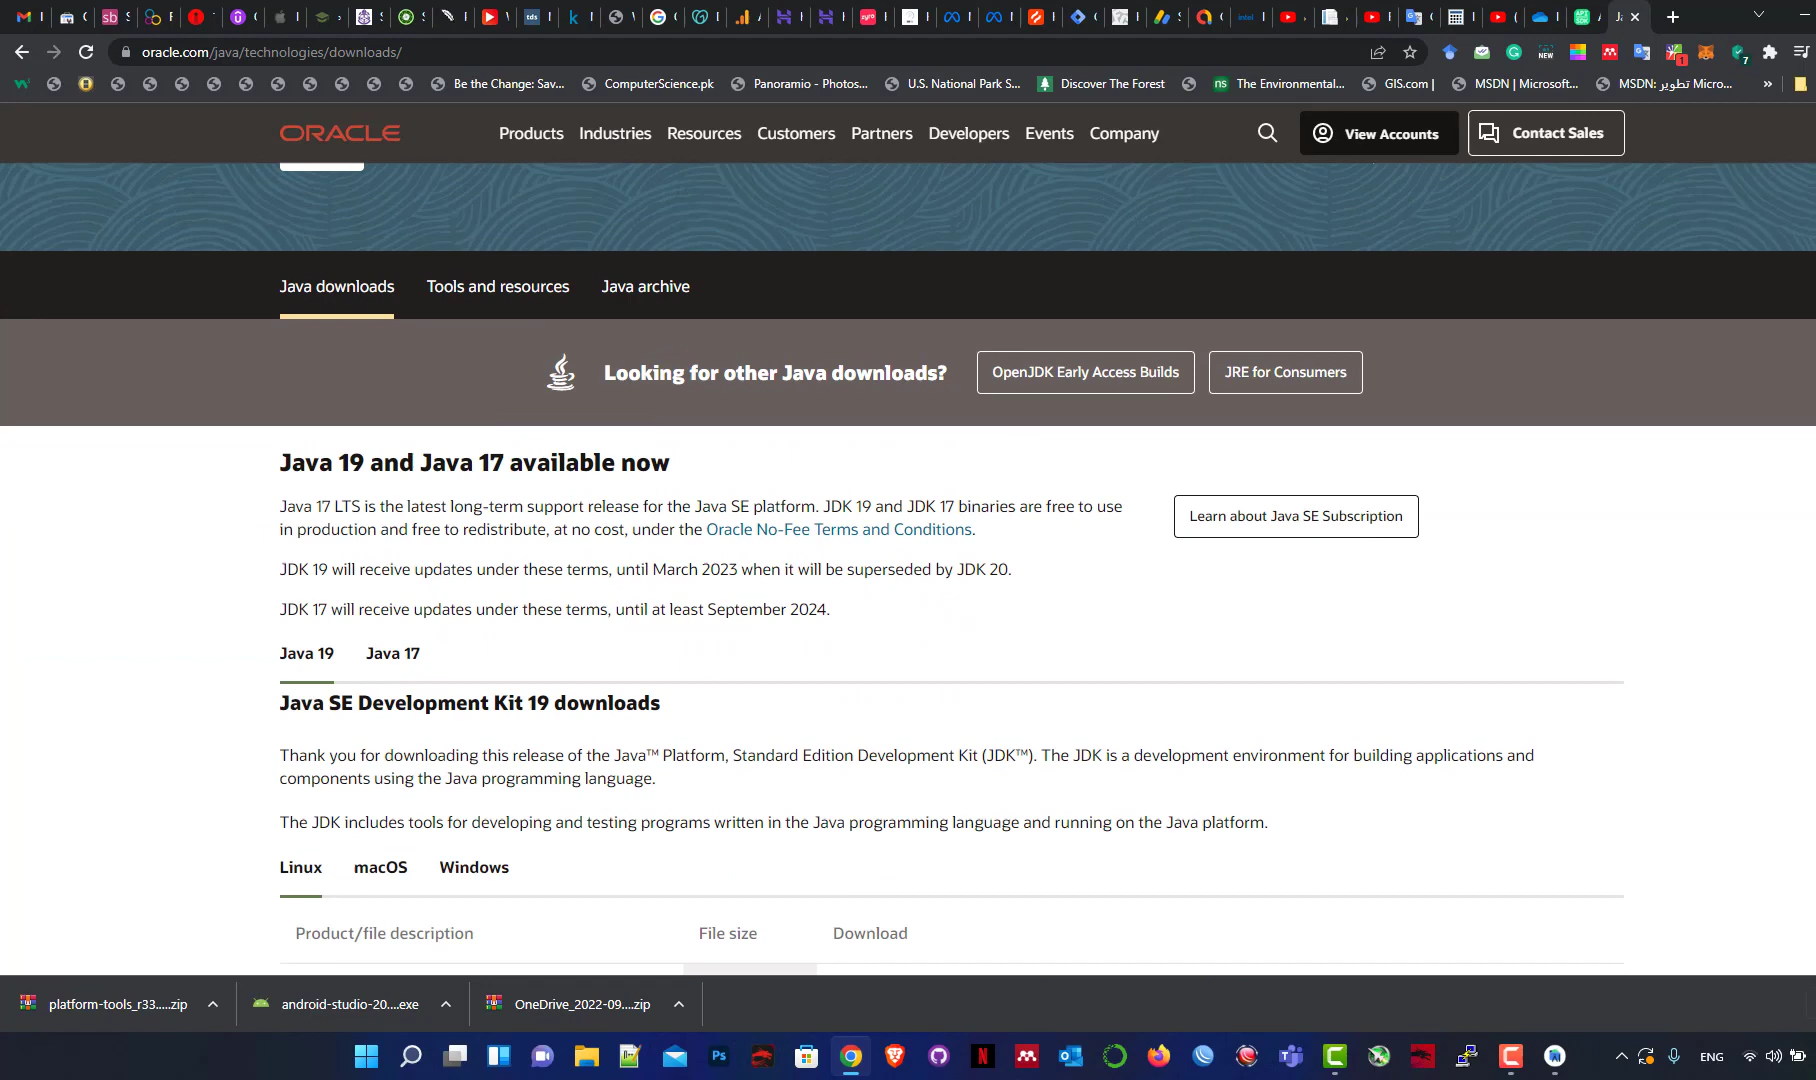 oracle.com/java/technologies/downloads/
1
7
Be the Change: Sav...
ComputerScience.pk
Panoramio - Photos...
U.S. National Park S...
Discover The Forest
The Environmental...
GIS.com |
MSDN | Microsoft...
MSDN: تطوير Micro...
»
ORACLE
Products
Industries
Resources
Customers
Partners
Developers
Events
Company
View Accounts
Contact Sales
Java downloads
Tools and resources
Java archive
Looking for other Java downloads?
OpenJDK Early Access Builds
JRE for Consumers
Java 19 and Java 17 available now
Java 17 LTS is the latest long-term support release for the Java SE platform. JDK 19 and JDK 17 binaries are free to use
in production and free to redistribute, at no cost, under the Oracle No-Fee Terms and Conditions.
Learn about Java SE Subscription
JDK 19 will receive updates under these terms, until March 2023 when it will be superseded by JDK 20.
JDK 17 will receive updates under these terms, until at least September 2024.
Java 19
Java 17
Java SE Development Kit 19 downloads
Thank you for downloading this release of the Java™ Platform, Standard Edition Development Kit (JDK™). The JDK is a development environment for building applications and
components using the Java programming language.
The JDK includes tools for developing and testing programs written in the Java programming language and running on the Java platform.
Linux
macOS
Windows
Product/file description
File size
Download
platform-tools_r33.....zip
android-studio-20....exe
OneDrive_2022-09....zip
Ps
N
ENG